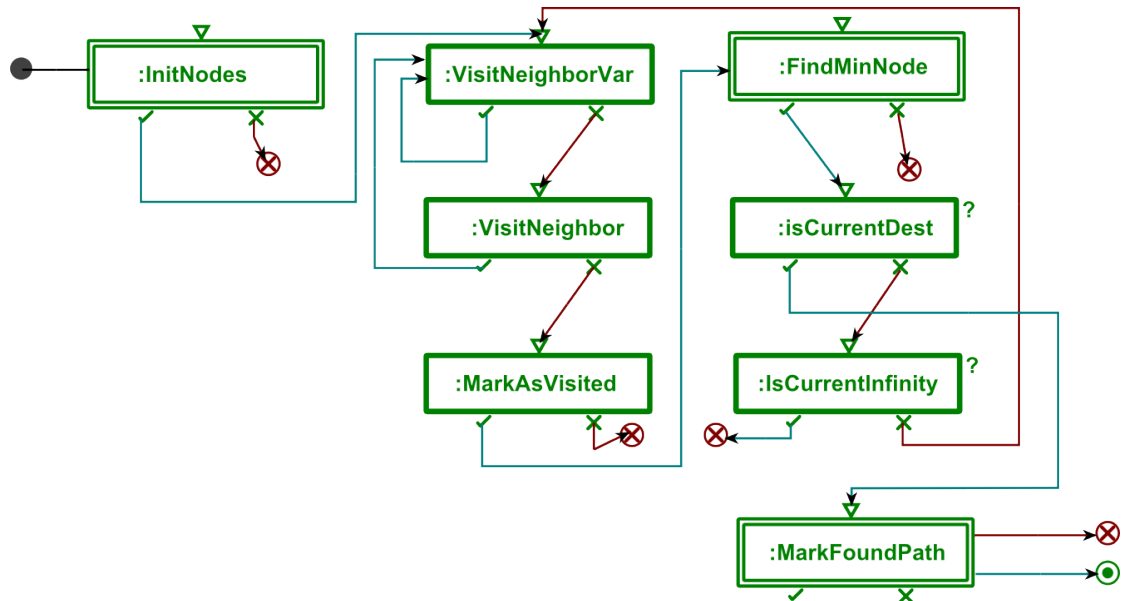 :InitNodes
:VisitNeighborVar
:FindMinNode
:VisitNeighbor
:isCurrentDest
?
:MarkAsVisited
:IsCurrentInfinity
?
:MarkFoundPath